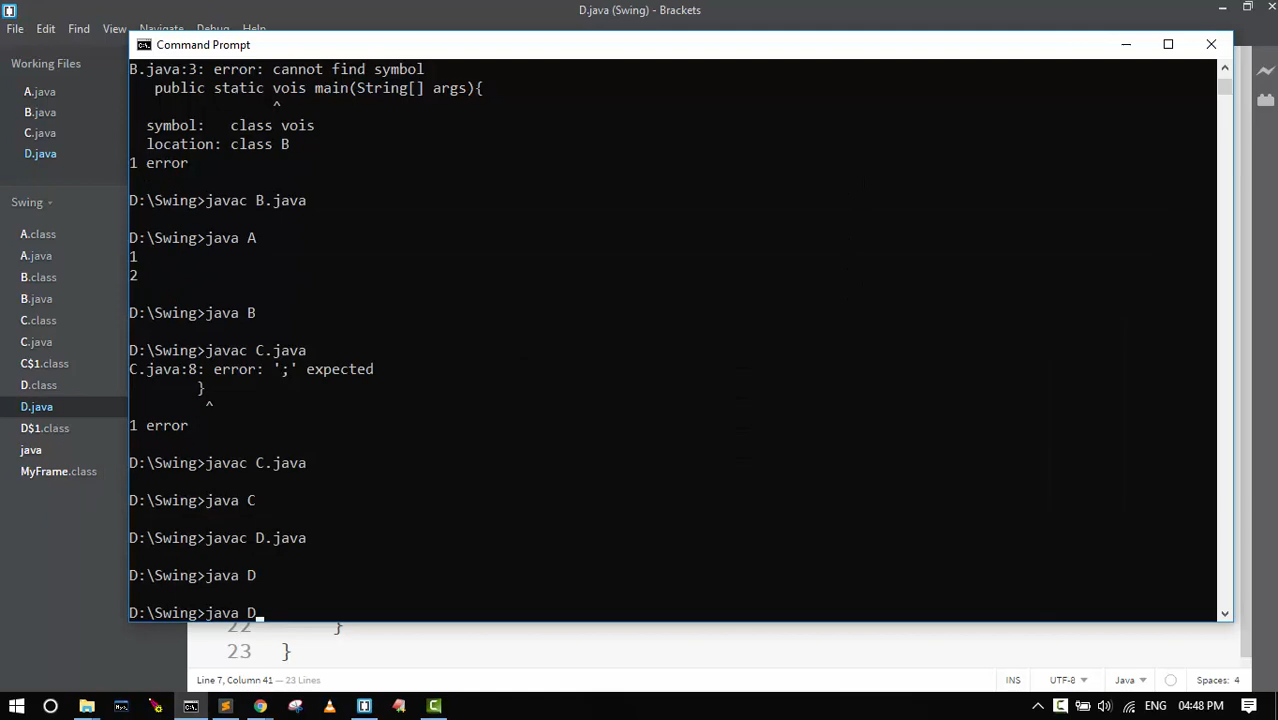 D.java (Swing) - Brackets
File Edit Find View Navigate Debug Help
Working Files
A.java
B.java
C.java
D.java
Swing
A.class
A.java
B.class
B.java
C.class
C.java
C$1.class
D.class
D.java
D$1.class
java
MyFrame.class
Command Prompt
B.java:3: error: cannot find symbol
public static vois main(String[] args){
^
symbol: class vois
location: class B
1 error
D:\Swing>javac B.java
D:\Swing>java A
1
2
D:\Swing>java B
D:\Swing>javac C.java
C.java:8: error: ';' expected
}
^
1 error
D:\Swing>javac C.java
D:\Swing>java C
D:\Swing>javac D.java
D:\Swing>java D
D:\Swing>java D
22 }
23 }
Line 7, Column 41 — 23 Lines
INS UTF-8 Java Spaces: 4
ENG 04:48 PM